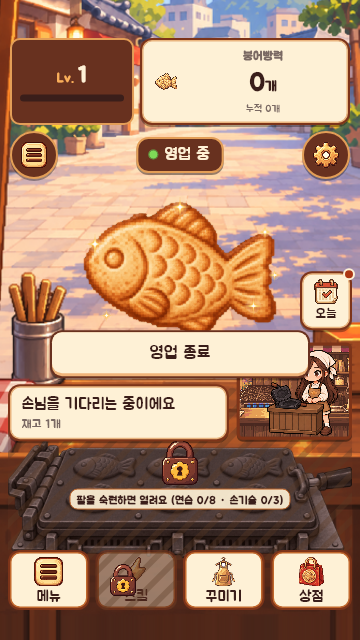 Lv.1
붕어빵력
0개
누적 0개
영업 중
오늘
영업 종료
손님을 기다리는 중이에요
재고 1개
팥을 숙련하면 열려요 (연습 0/8 · 손기술 0/3)
메뉴
꾸미기
상점